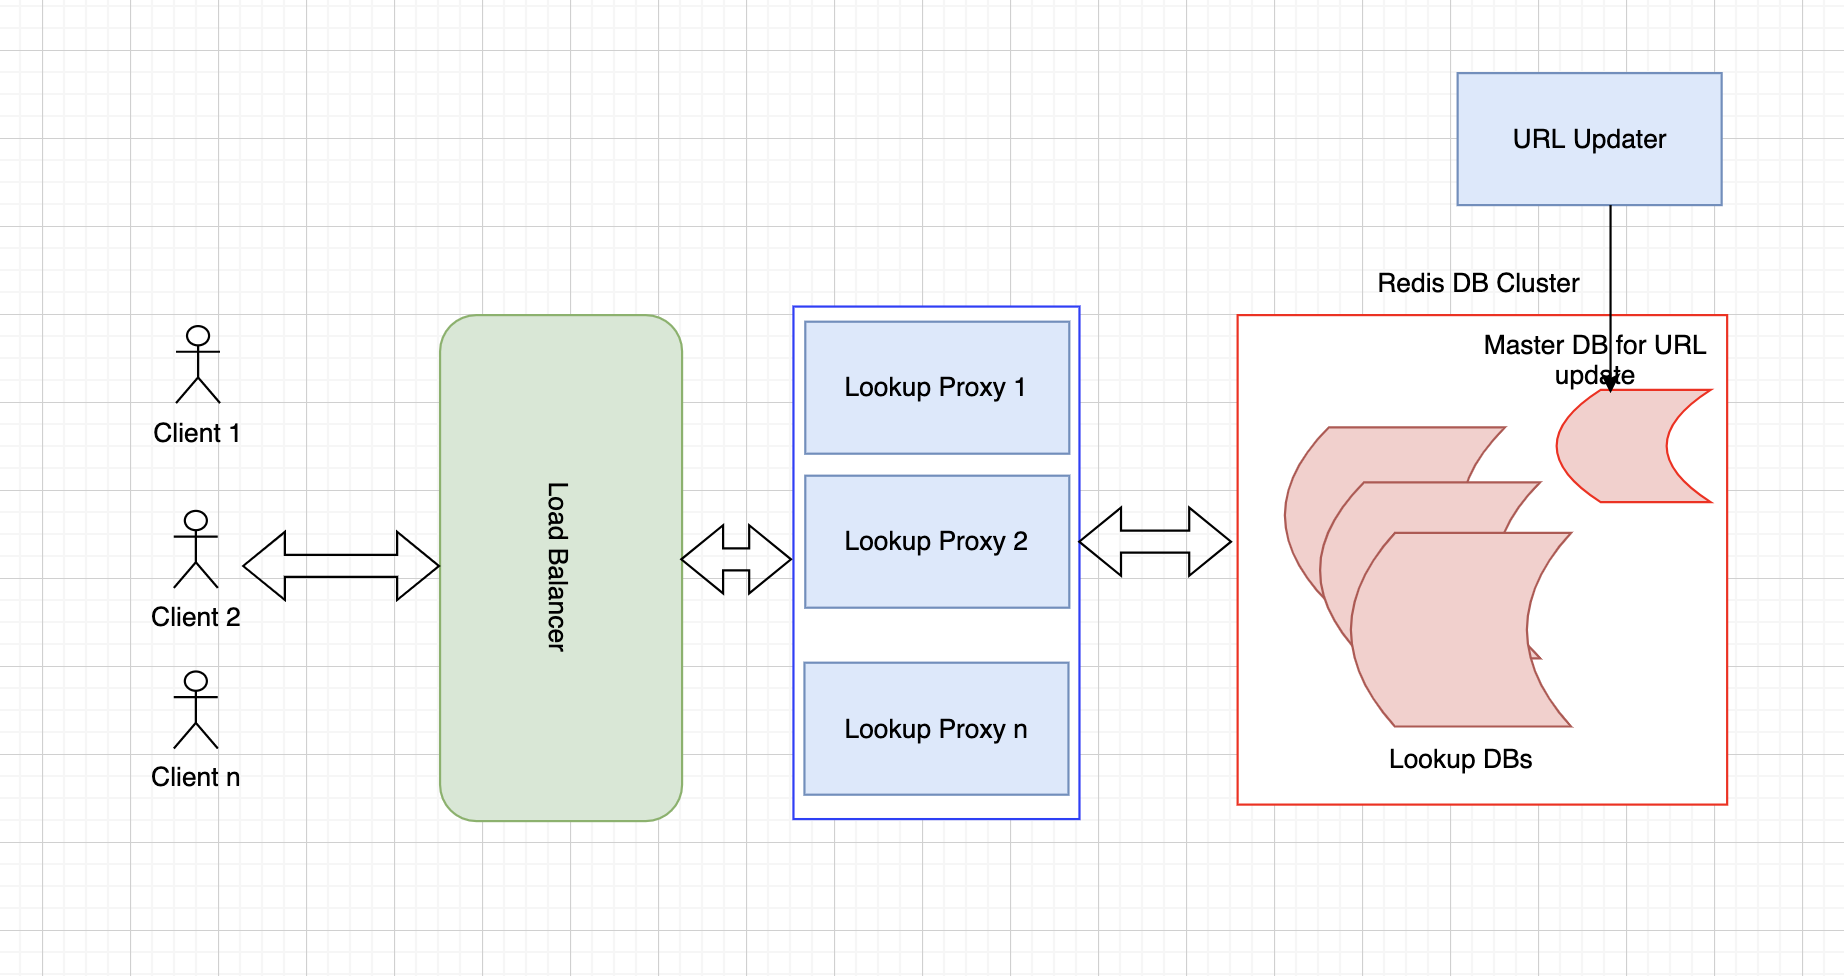 URL Updater
Redis DB Cluster
Master DB for URL
update
Client 1
Client 2
Client n
Load Balancer
Lookup Proxy 1
Lookup Proxy 2
Lookup Proxy n
Lookup DBs